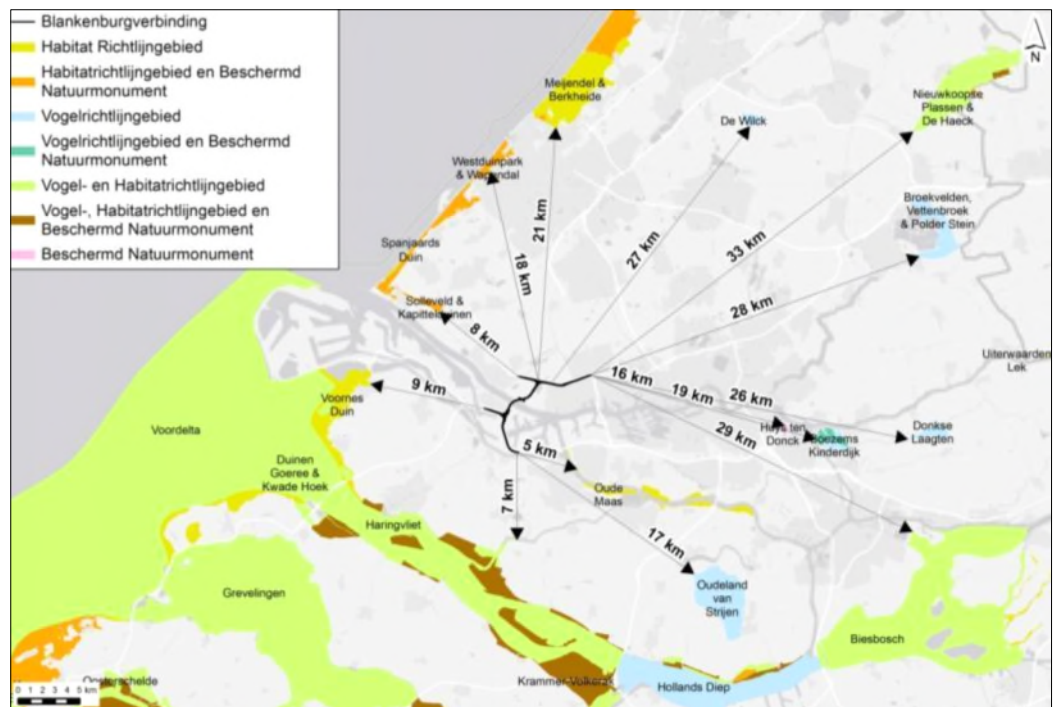 Blankenburgverbinding
Habitat Richtlijngebied
Habitatrichtlijngebied en Beschermd
Natuurmonument
Vogelrichtlijngebied
Vogelrichtlijngebied en Beschermd
Natuurmonument
Vogel- en Habitatrichtlijngebied
Vogel-, Habitatrichtlijngebied en
Beschermd Natuurmonument
Beschermd Natuurmonument
N
Meijendel &
Berkheide
De Wilck
Nieuwkoopse
Plassen &
De Haeck
Westduinpark
& Wapendal
Broekvelden,
Vettenbroek
& Polder Stein
Spanjaards
Duin
Solleveld &
Kapittelduinen
21 km
18 km
27 km
33 km
28 km
8 km
Uiterwaarden
Lek
9 km
16 km
19 km
26 km
29 km
Voornes
Duin
Voordelta
Huys ten
Donck
Boezems
Kinderdijk
Donkse
Laagten
5 km
7 km
Duinen
Goeree &
Kwade Hoek
Oude
Maas
Haringvliet
17 km
Grevelingen
Oudeland
van
Strijen
Biesbosch
Oosterschelde
Krammer-Volkerak
Hollands Diep
0 1 2 3 4 5 km